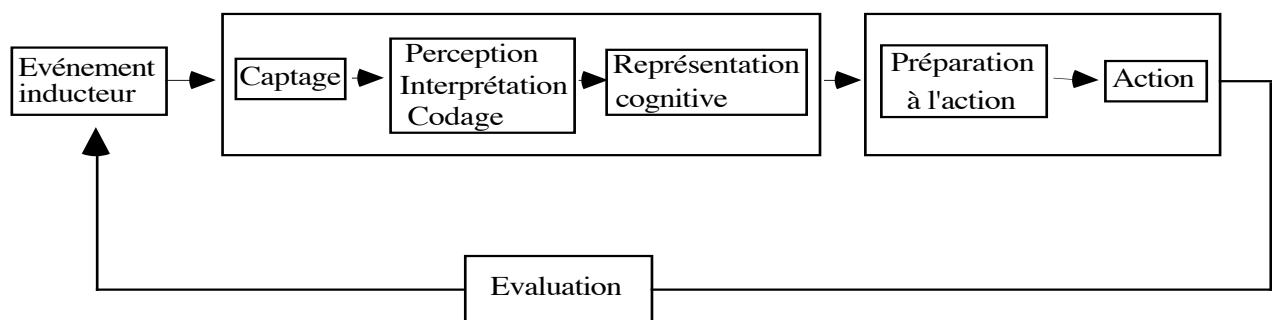 Evénement
inducteur
Captage
Perception
Interprétation
Codage
Représentation
cognitive
Préparation
à l'action
Action
Evaluation